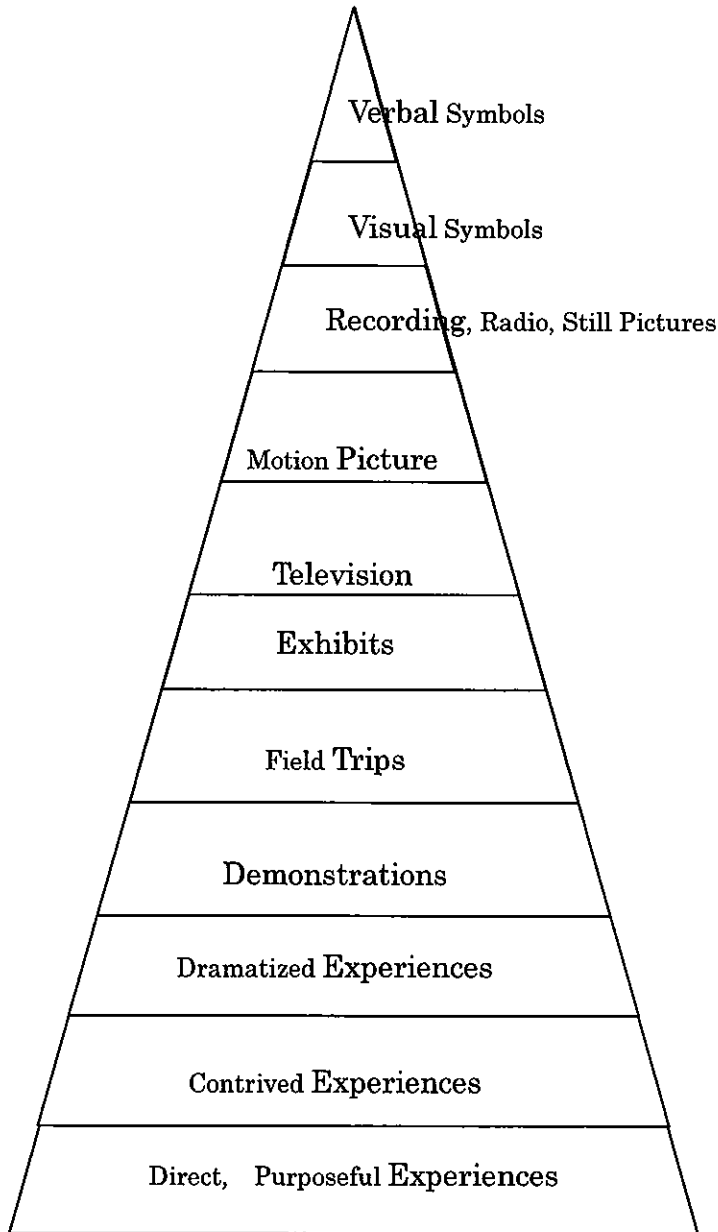 Verbal Symbols
Visual Symbols
Recording, Radio, Still Pictures
Motion Picture
Television
Exhibits
Field Trips
Demonstrations
Dramatized Experiences
Contrived Experiences
Direct, Purposeful Experiences